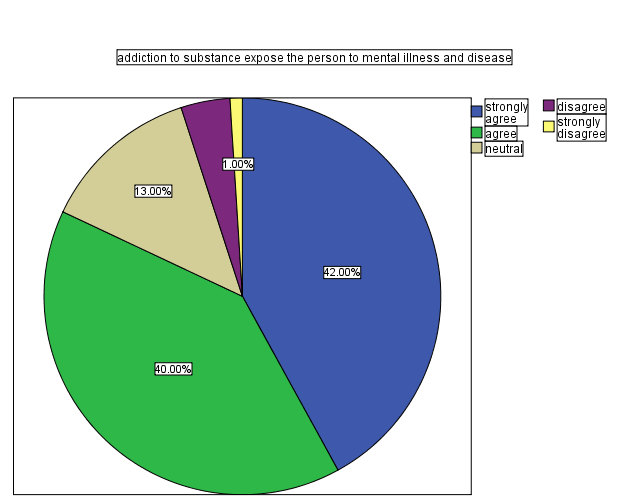 addiction to substance expose the person to mental illness and disease
strongly
agree
agree
neutral
disagree
strongly
disagree
1.00%
13.00%
42.00%
40.00%